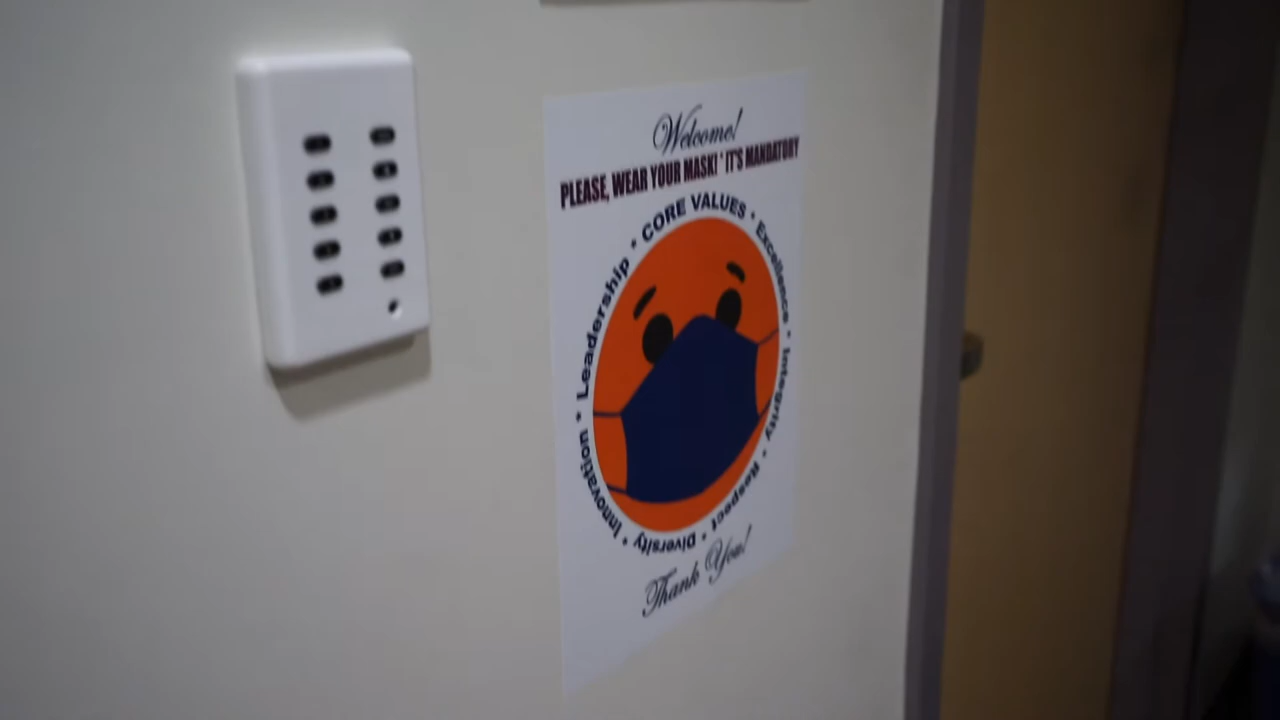 Welcome!
PLEASE, WEAR YOUR MASK! * IT'S MANDATORY
* CORE VALUES * Excellence * Integrity * Respect * Diversity * Innovation * Leadership
Thank You!